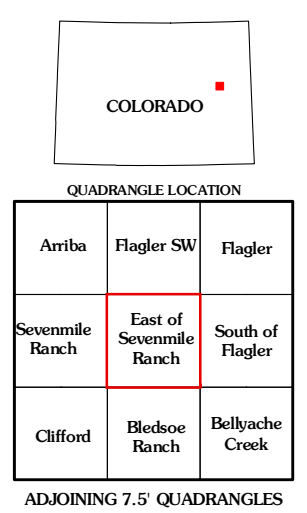 COLORADO
QUADRANGLE LOCATION
Arriba
Flagler SW
Flagler
Sevenmile
Ranch
East of
Sevenmile
Ranch
South of
Flagler
Clifford
Bledsoe
Ranch
Bellyache
Creek
ADJOINING 7.5' QUADRANGLES